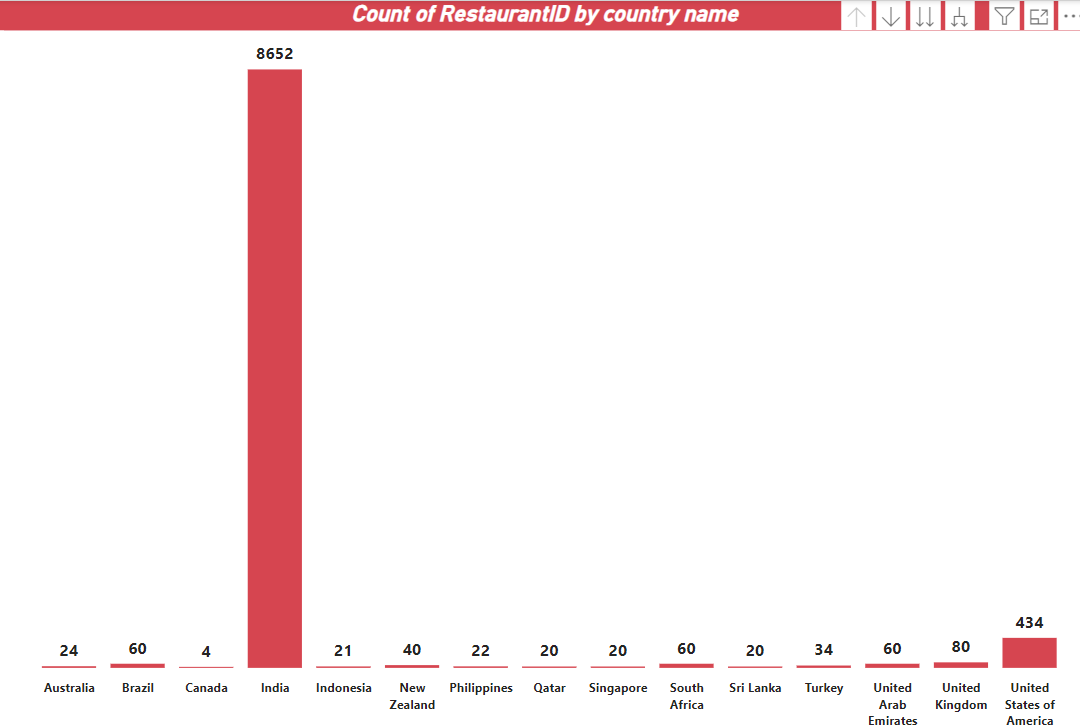 Count of RestaurantID by country name
8652
434
24
60
4
21
40
22
20
20
60
20
34
60
80
Australia
Brazil
Canada
India
Indonesia
New
Zealand
Philippines
Qatar
Singapore
South
Africa
Sri Lanka
Turkey
United
Arab
Emirates
United
Kingdom
United
States of
America